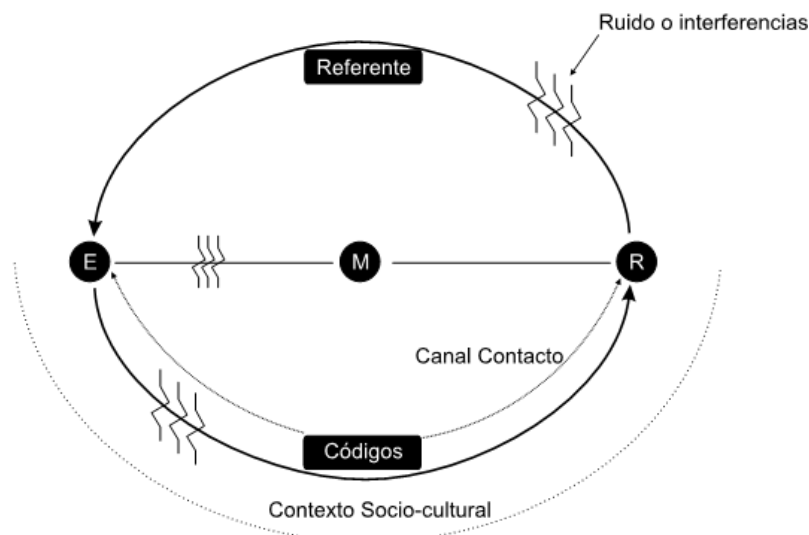 Ruido o interferencias
Referente
E
M
R
Canal Contacto
Códigos
Contexto Socio-cultural